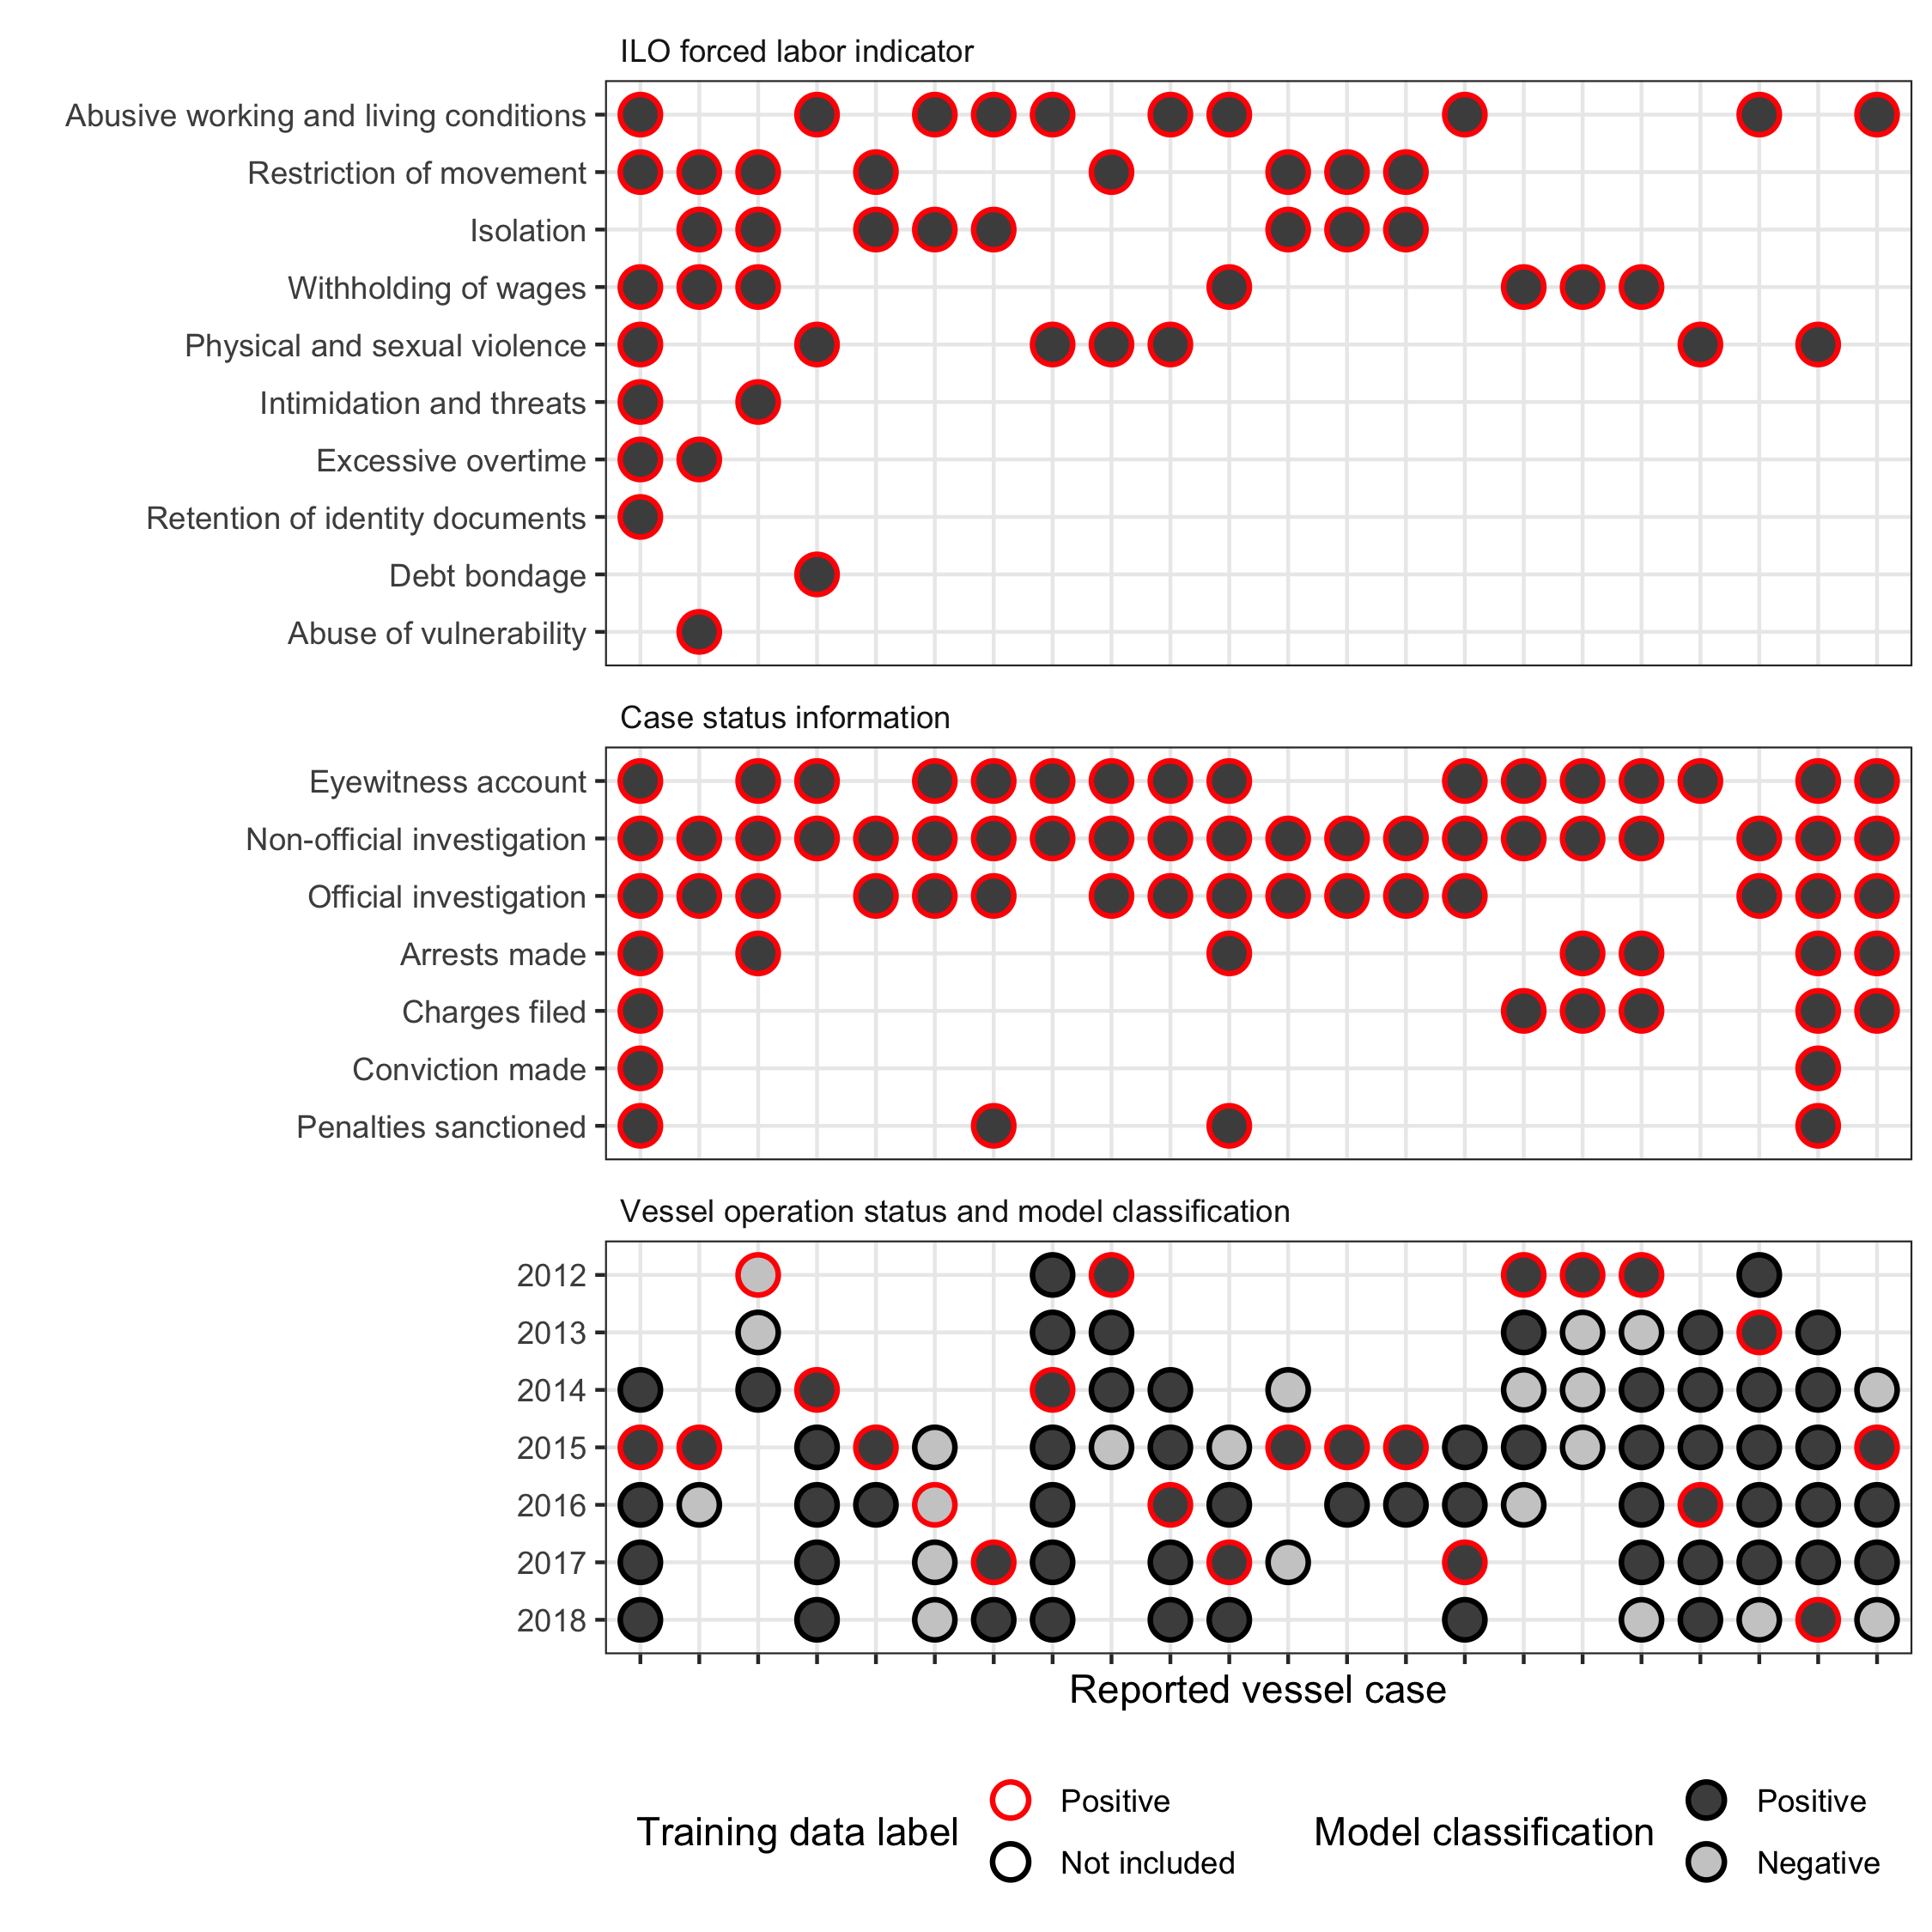 ILO forced labor indicator
Abusive working and living conditions
Restriction of movement
Isolation
Withholding of wages
Physical and sexual violence
Intimidation and threats
Excessive overtime
Retention of identity documents
Debt bondage
Abuse of vulnerability
Case status information
Eyewitness account
Non-official investigation
Official investigation
Arrests made
Charges filed
Conviction made
Penalties sanctioned
Vessel operation status and model classification
2012
2013
2014
2015
2016
2017
2018
Reported vessel case
Training data label
Positive
Not included
Model classification
Positive
Negative